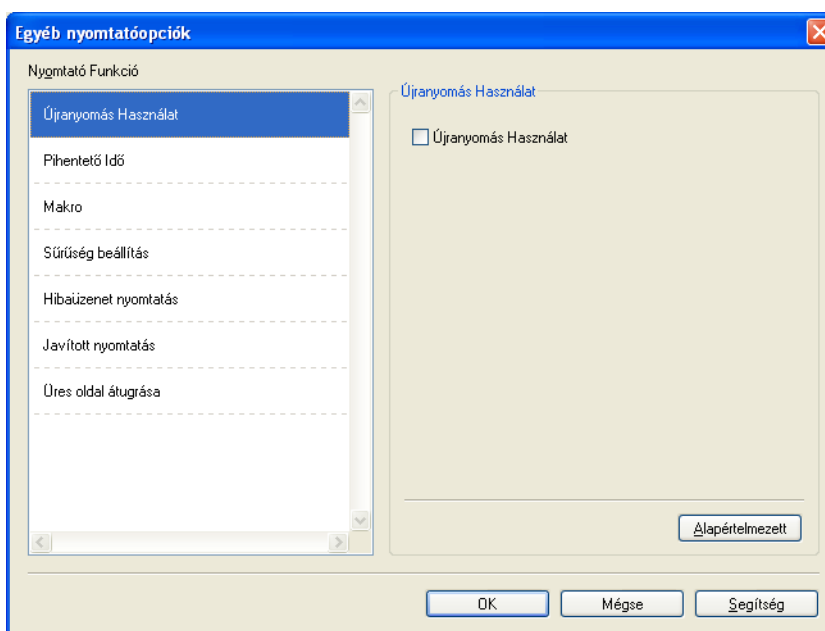 Egyéb nyomtatóopciók
Nyomtató Funkció
Újranyomás Használat
Pihentető Idő
Makro
Sűrűség beállítás
Hibaüzenet nyomtatás
Javított nyomtatás
Üres oldal átugrása
Újranyomás Használat
Újranyomás Használat
Alapértelmezett
OK
Mégse
Segítség